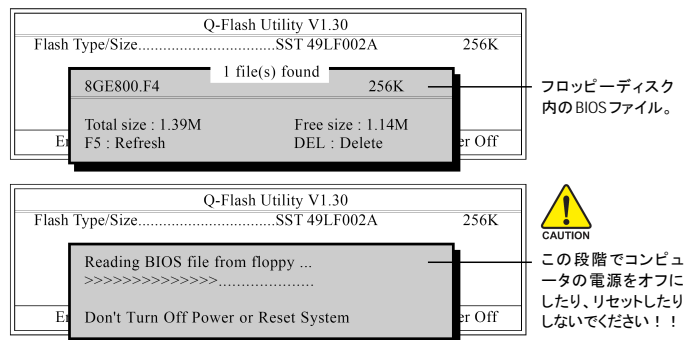 Q-Flash Utility V1.30
Flash Type/Size.................................SST 49LF002A 256K
1 file(s) found
8GE800.F4 256K
フロッピーディスク
内のBIOSファイル。
Total size : 1.39M Free size : 1.14M
F5 : Refresh DEL : Delete
er Off
Q-Flash Utility V1.30
Flash Type/Size.................................SST 49LF002A 256K
CAUTION
Reading BIOS file from floppy ...
>>>>>>>>>>>>>>.....................
Don't Turn Off Power or Reset System
er Off
この段階でコンピュ
ータの電源をオフに
したり、リセットしたり
しないでください！！